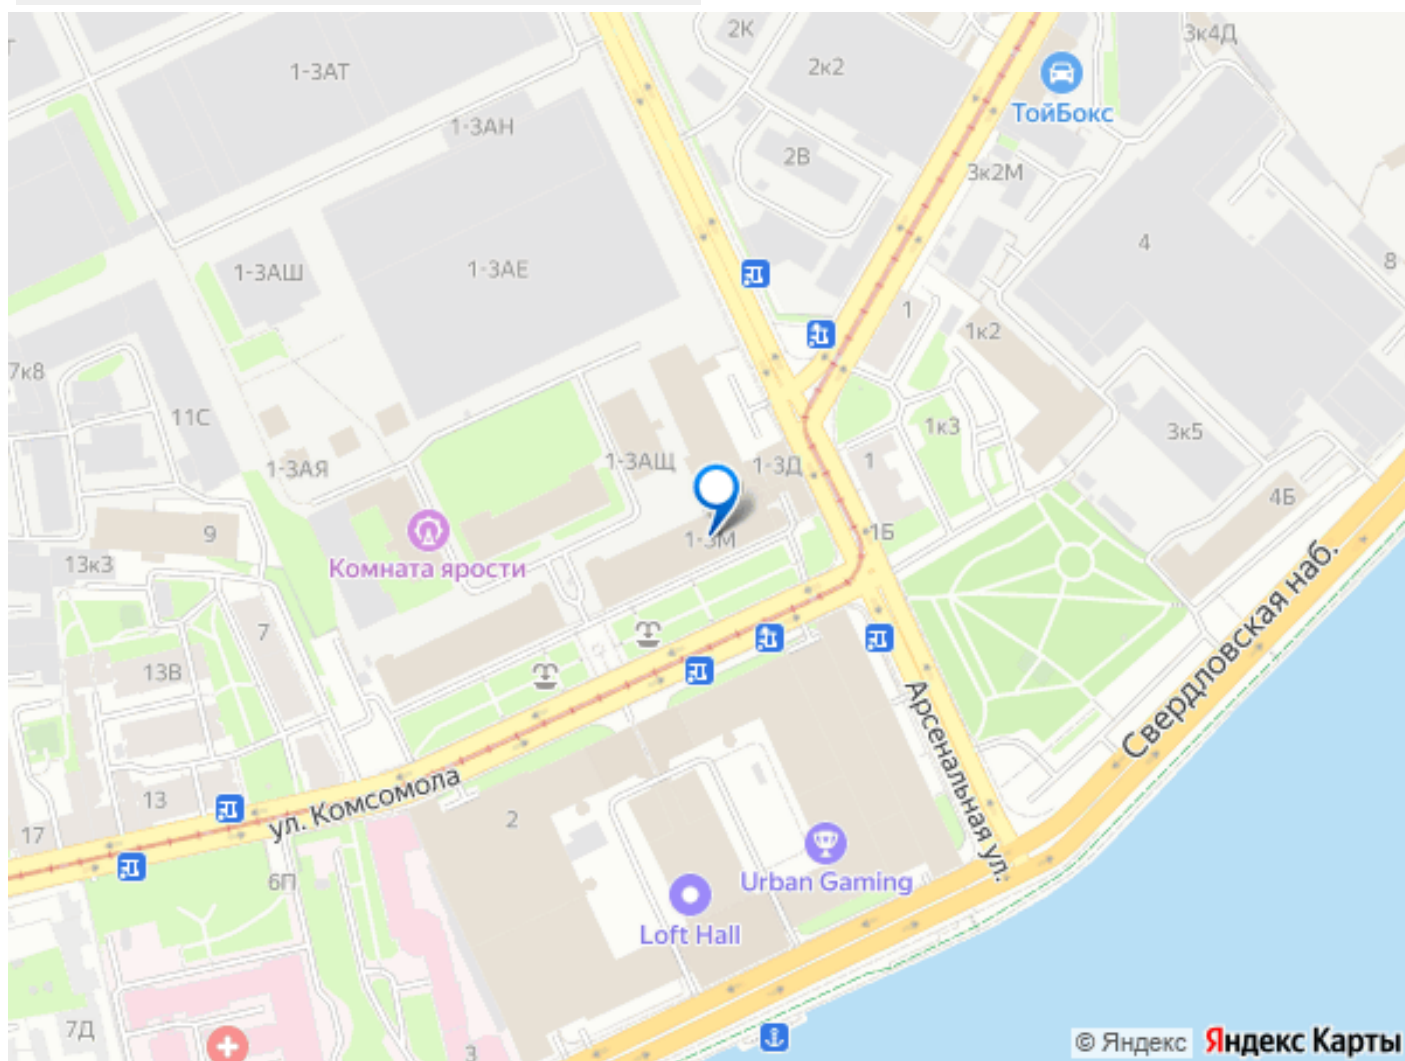 2К
3к4Д
1-3АТ
2к2
ТойБокс
1-3АН
2В
3к2М
4
1-3АШ
1-3АЕ
8
1
1к2
7к8
11С
1к3
3к5
1-3АЯ
1-3АЩ
1-3Д
1
4Б
9
1-3М
1Б
13к3
Комната ярости
7
13В
Свердловская наб.
Арсенальная ул.
13
ул. Комсомола
2
17
6П
Urban Gaming
Loft Hall
7Д
3
© Яндекс Яндекс Карты